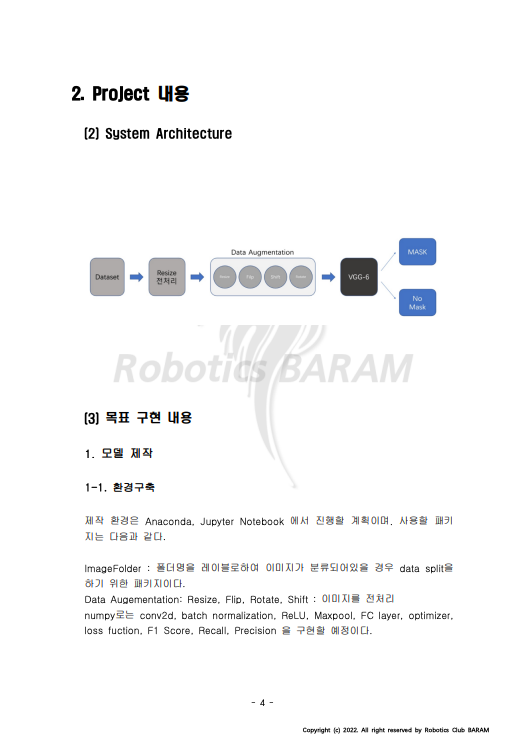 2. Project 내용
(2) System Architecture
Data Augmentation
Dataset
Resize
전처리
Flip
Shift
VGG-6
MASK
No
Mask
Robotics BARAM
(3) 목표 구현 내용
1. 모델 제작
1-1. 환경구축
제작 환경은 Anaconda, Jupyter Notebook 에서 진행할 계획이며, 사용할 패키
지는 다음과 같다.
ImageFolder : 폴더명을 레이블로하여 이미지가 분류되어있을 경우 data split을
하기 위한 패키지이다.
Data Augementation: Resize, Flip, Rotate, Shift : 이미지를 전처리
numpy로는 conv2d, batch normalization, ReLU, Maxpool, FC layer, optimizer,
loss fuction, F1 Score, Recall, Precision 을 구현할 예정이다.
- 4 -
Copyright (c) 2022. All right reserved by Robotics Club BARAM